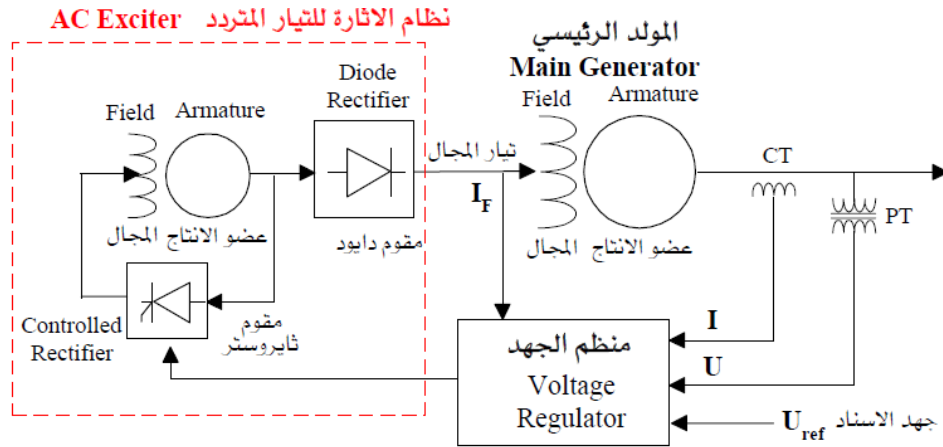 AC Exciter نظام الاثارة للتيار المتردد
المولد الرئيسي
Main Generator
Diode
Rectifier
Field Armature
Field Armature
CT
PT
تيار المجال
I_F
عضو الانتاج المجال
مقوم دايود
عضو الانتاج المجال
Controlled
Rectifier
مقوم
ثايروستر
منظم الجهد
Voltage
Regulator
I
U
U_ref جهد الاسناد